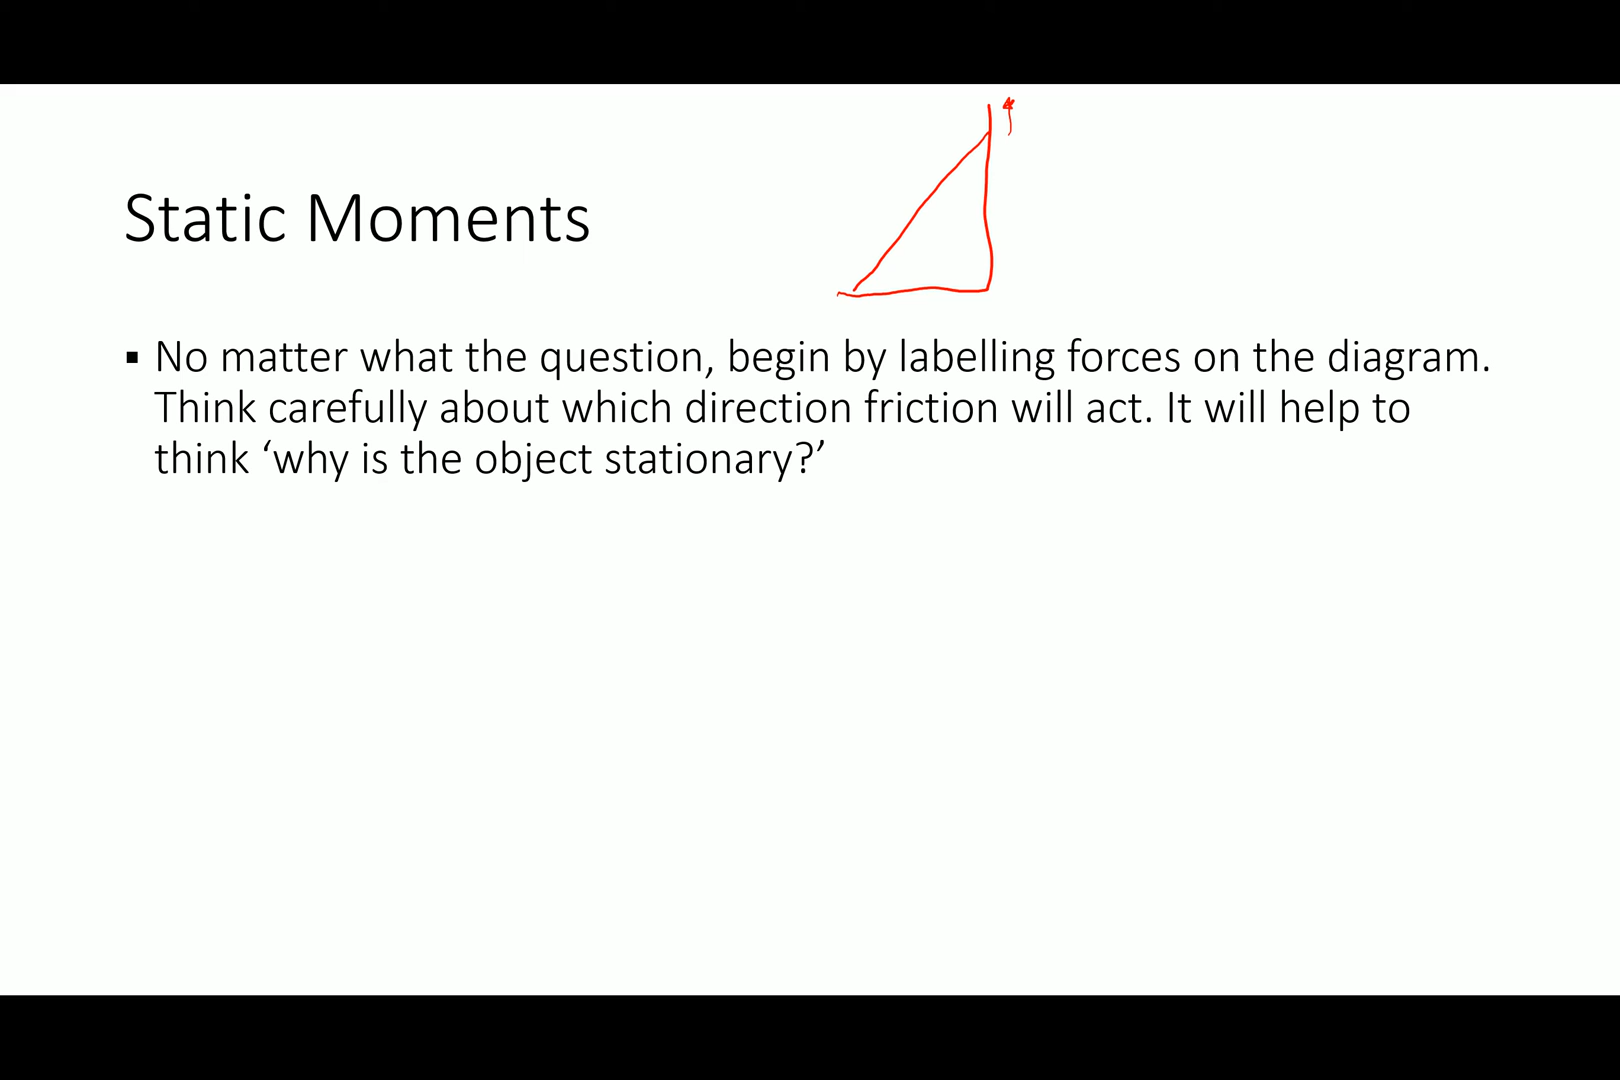 Static Moments
▪ No matter what the question, begin by labelling forces on the diagram.
Think carefully about which direction friction will act. It will help to
think ‘why is the object stationary?’